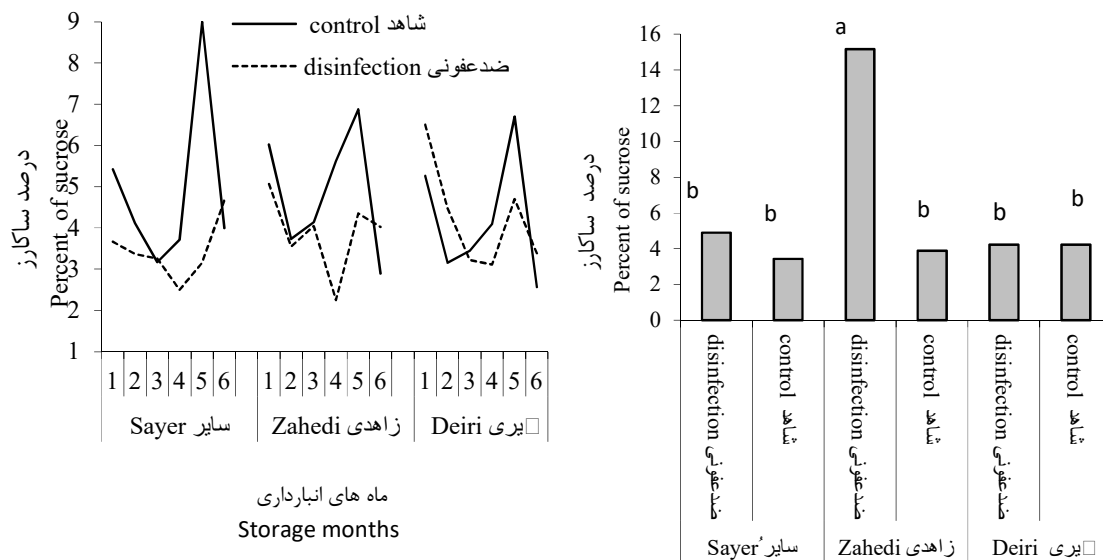 control شاهد
disinfection ضدعفونی
درصد ساکارز
Percent of sucrose
9
8
7
6
5
4
3
2
1
1 2 3 4 5 6 1 2 3 4 5 6 1 2 3 4 5 6
Sayer سایر
Zahedi زاهدی
Deiri یری
ماه های انبارداری
Storage months
درصد ساکارز
Percent of sucrose
16
14
12
10
8
6
4
2
0
b b a b b b
disinfection ضدعفونی
control شاهد
disinfection ضدعفونی
control شاهد
disinfection ضدعفونی
control شاهد
Sayer سایر
Zahedi زاهدی
Deiri یری